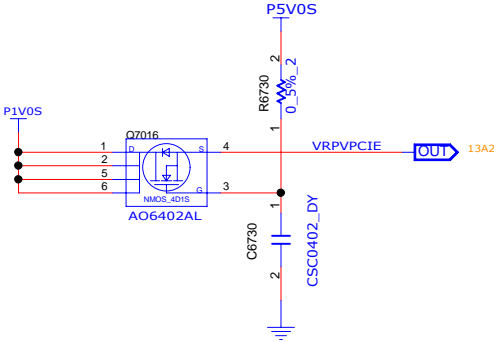 P5V0S
2
R6730
0_5%_2
1
P1V0S
Q7016
1
D
S
4
VRPVPCIE
OUT
13A2
2
5
6
G
3
NMOS_4D1S
AO6402AL
1
C6730
CSC0402_DY
2